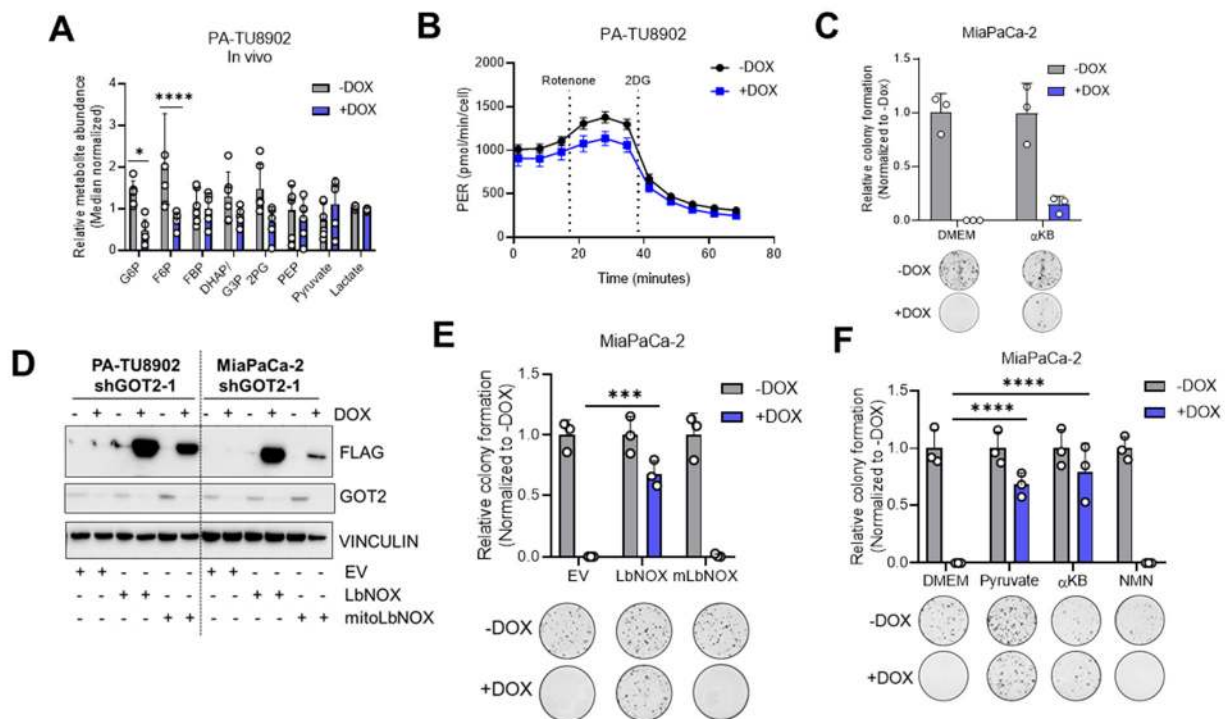 A
PA-TU8902
In vivo
Relative metabolite abundance
(Median normalized)
4
3
2
1
0
****
*
-DOX
+DOX
G6P
F6P
FBP
DHAP/
G3P
2PG
PEP
Pyruvate
Lactate
B
PA-TU8902
PER (pmol/min/cell)
2000
1500
1000
500
0
Rotenone
2DG
-DOX
+DOX
0 20 40 60 80
Time (minutes)
C
MiaPaCa-2
Relative colony formation
(Normalized to -Dox)
1.5
1.0
0.5
0.0
-DOX
+DOX
DMEM αKB
-DOX
+DOX
D
PA-TU8902
shGOT2-1
MiaPaCa-2
shGOT2-1
- + - + - + - + - + - + DOX
FLAG
GOT2
VINCULIN
+ + - - - - + + - - - - EV
- - + + - - - - + + - - LbNOX
- - - - + + - - - - + + mitoLbNOX
E
MiaPaCa-2
Relative colony formation
(Normalized to -DOX)
1.5
1.0
0.5
0.0
***
-DOX
+DOX
EV LbNOX mLbNOX
-DOX
+DOX
F
MiaPaCa-2
Relative colony formation
(Normalized to -DOX)
1.5
1.0
0.5
0.0
****
****
-DOX
+DOX
DMEM Pyruvate αKB NMN
-DOX
+DOX